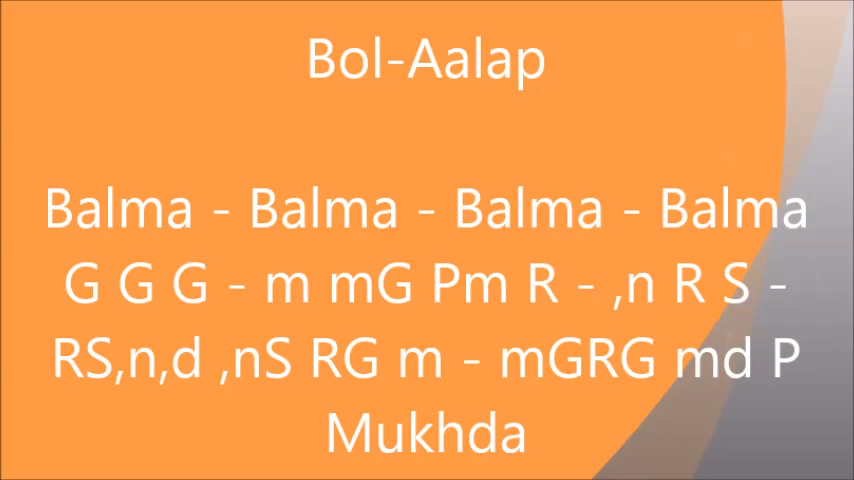 Bol-Aalap
Balma - Balma - Balma - Balma
G G G - m mG Pm R - ,n R S -
RS,n,d ,nS RG m - mGRG md P
Mukhda